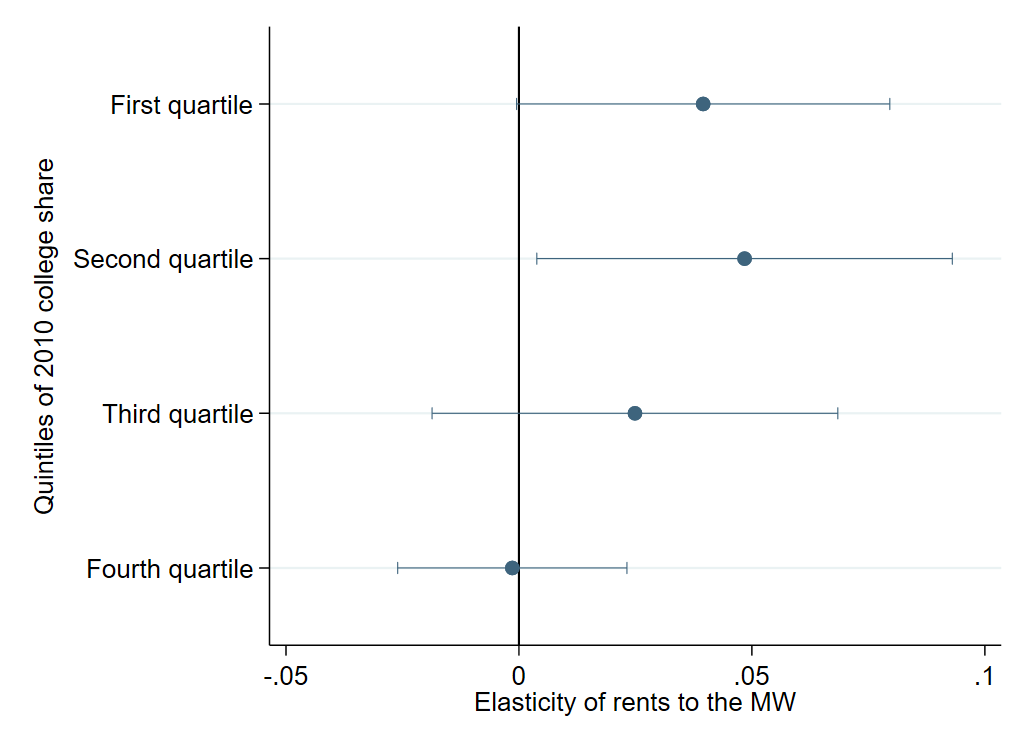 Quintiles of 2010 college share
First quartile
Second quartile
Third quartile
Fourth quartile
-.05 0 .05 .1
Elasticity of rents to the MW